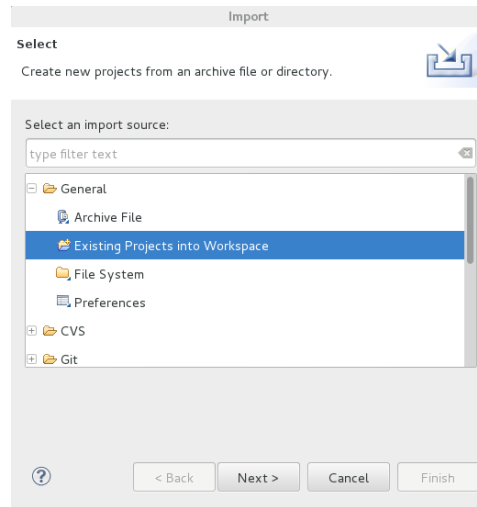 Import
Select
Create new projects from an archive file or directory.
Select an import source:
type filter text
General
Archive File
Existing Projects into Workspace
File System
Preferences
CVS
Git
?
< Back Next > Cancel Finish